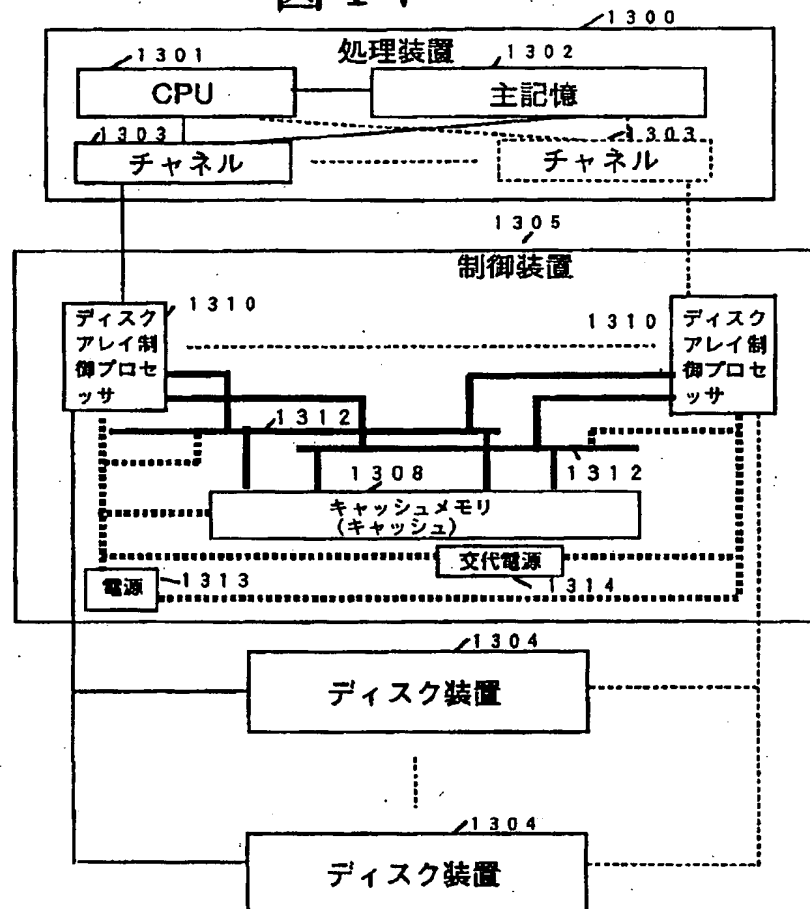 1300
処理装置
1301
1302
CPU
主記憶
1303
1303
チャネル
チャネル
1305
制御装置
1310
1310
ディスク
アレイ制
御プロセ
ッサ
ディスク
アレイ制
御プロセ
ッサ
1312
1308
1312
キャッシュメモリ
(キャッシュ)
交代電源
電源
1313
1314
1304
ディスク装置
1304
ディスク装置